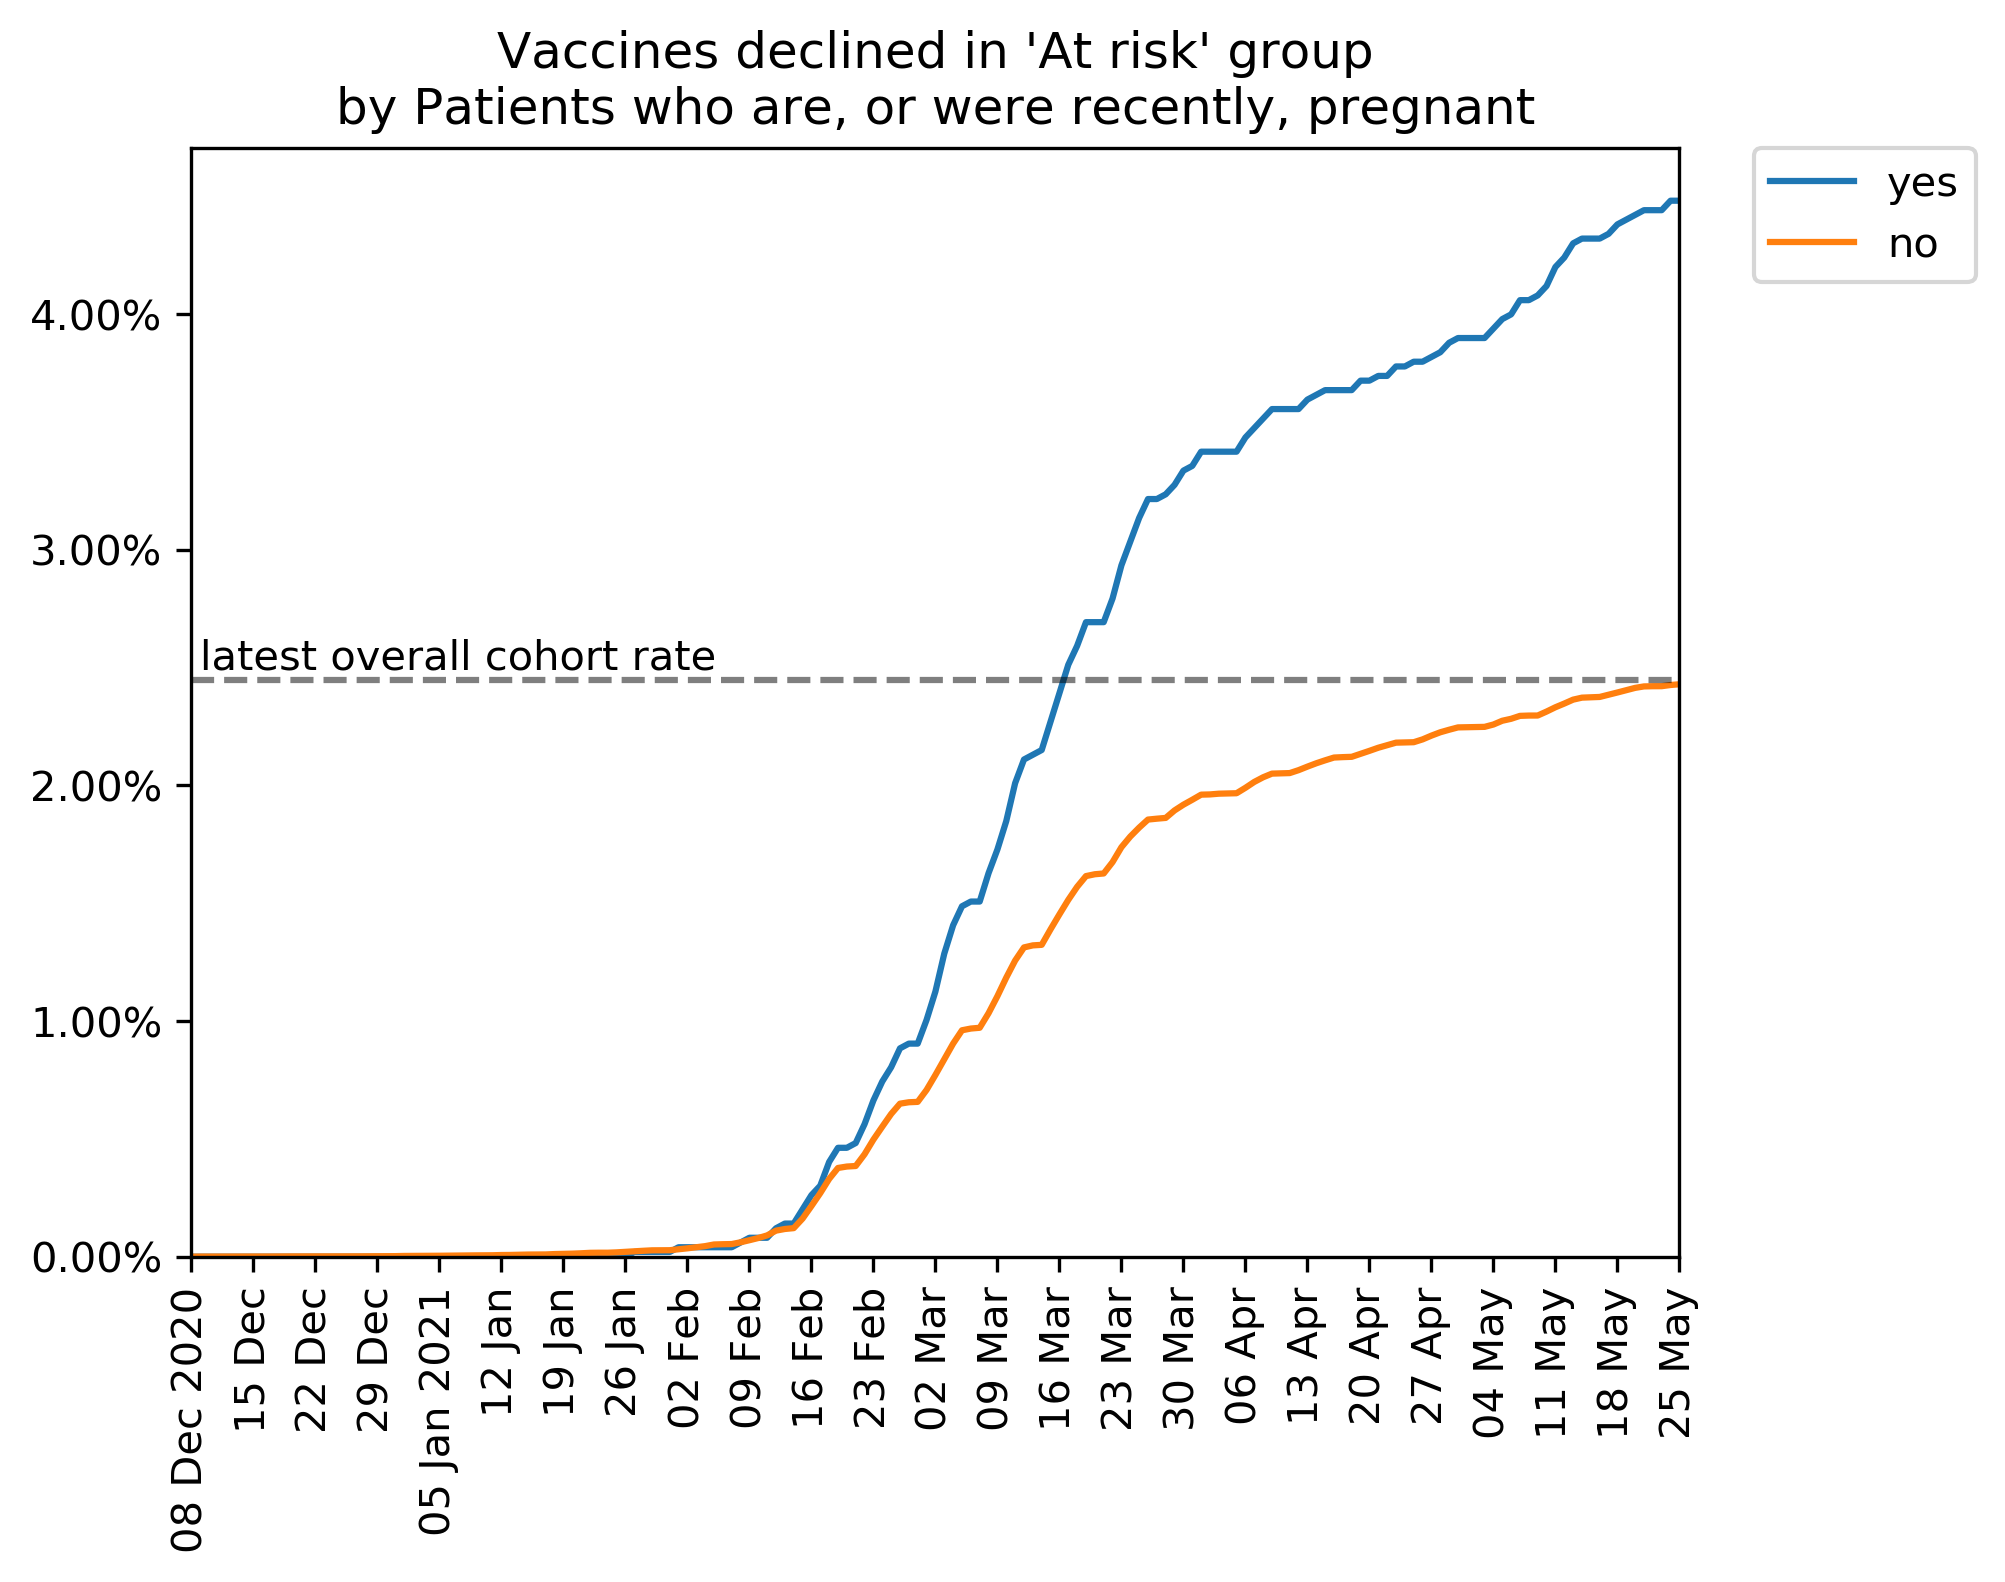 Vaccines declined in 'At risk' group
by Patients who are, or were recently, pregnant
yes
no
4.00%
3.00%
latest overall cohort rate
2.00%
1.00%
0.00%
08 Dec 2020
15 Dec
22 Dec
29 Dec
05 Jan 2021
12 Jan
19 Jan
26 Jan
02 Feb
09 Feb
16 Feb
23 Feb
02 Mar
09 Mar
16 Mar
23 Mar
30 Mar
06 Apr
13 Apr
20 Apr
27 Apr
04 May
11 May
18 May
25 May